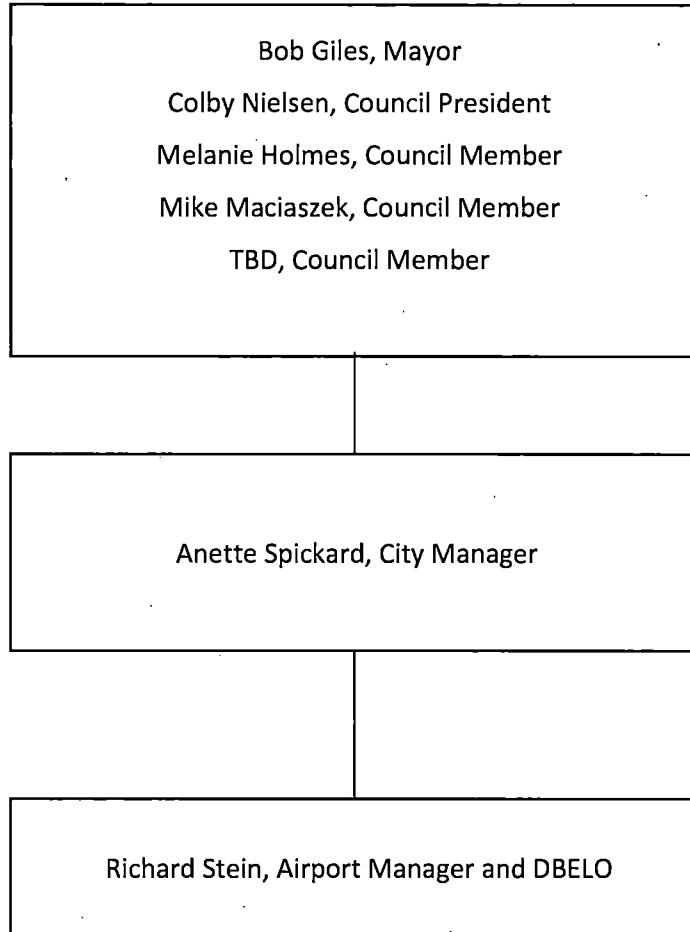 Bob Giles, Mayor
Colby Nielsen, Council President
Melanie Holmes, Council Member
Mike Maciaszek, Council Member
TBD, Council Member
Anette Spickard, City Manager
Richard Stein, Airport Manager and DBELO